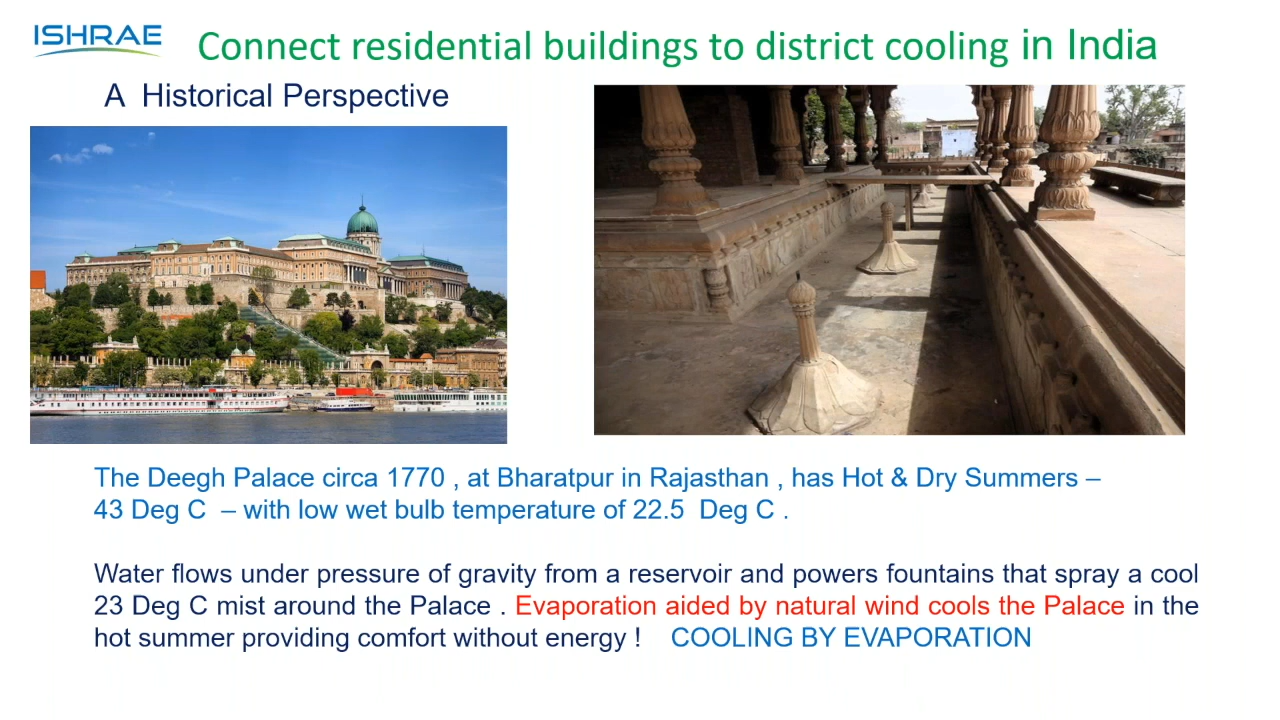 ISHRAE
Connect residential buildings to district cooling in India
A Historical Perspective
The Deegh Palace circa 1770 , at Bharatpur in Rajasthan , has Hot & Dry Summers –
43 Deg C – with low wet bulb temperature of 22.5 Deg C .
Water flows under pressure of gravity from a reservoir and powers fountains that spray a cool
23 Deg C mist around the Palace . Evaporation aided by natural wind cools the Palace in the
hot summer providing comfort without energy ! COOLING BY EVAPORATION